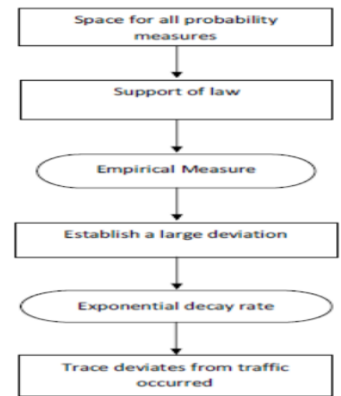 Space for all probability
measures
Support of law
Empirical Measure
Establish a large deviation
Exponential decay rate
Trace deviates from traffic
occurred